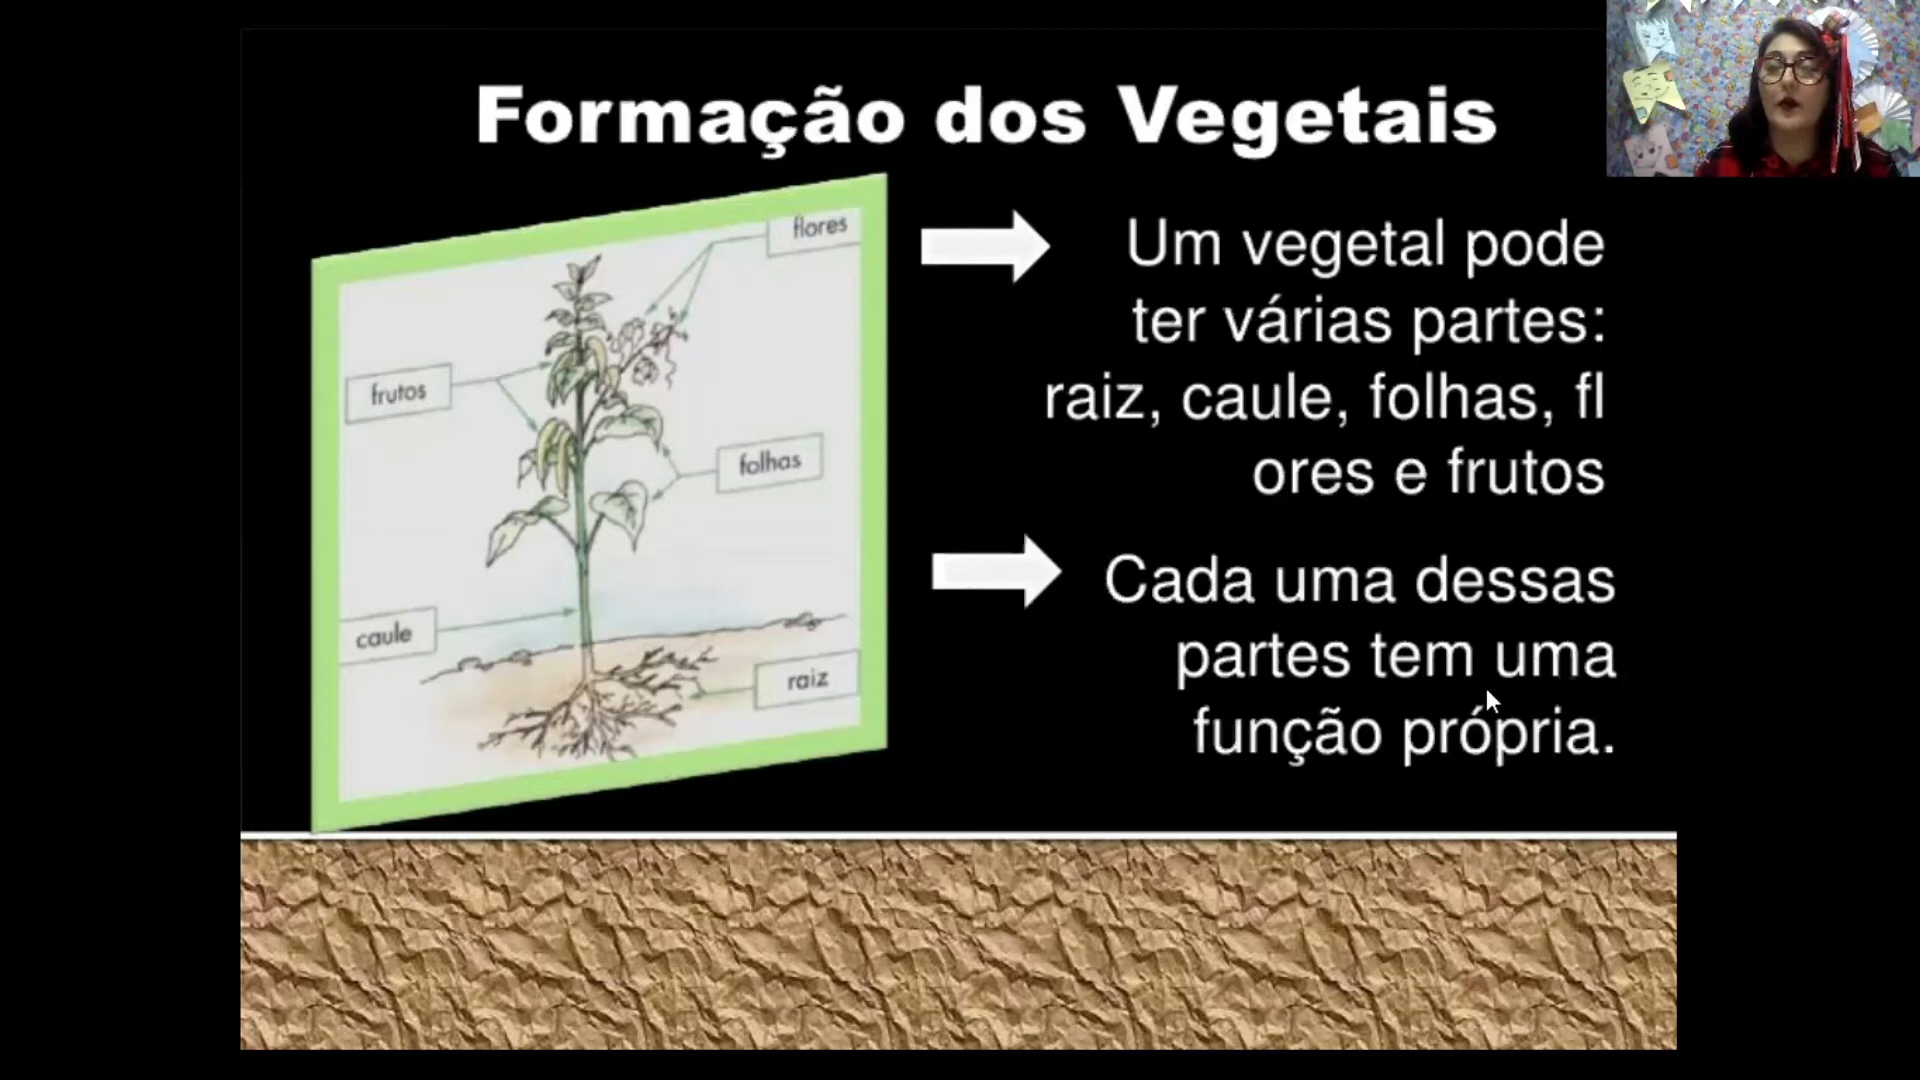 Formação dos Vegetais
flores
frutos
folhas
caule
raiz
Um vegetal pode
ter várias partes:
raiz, caule, folhas, fl
ores e frutos
Cada uma dessas
partes tem uma
função própria.